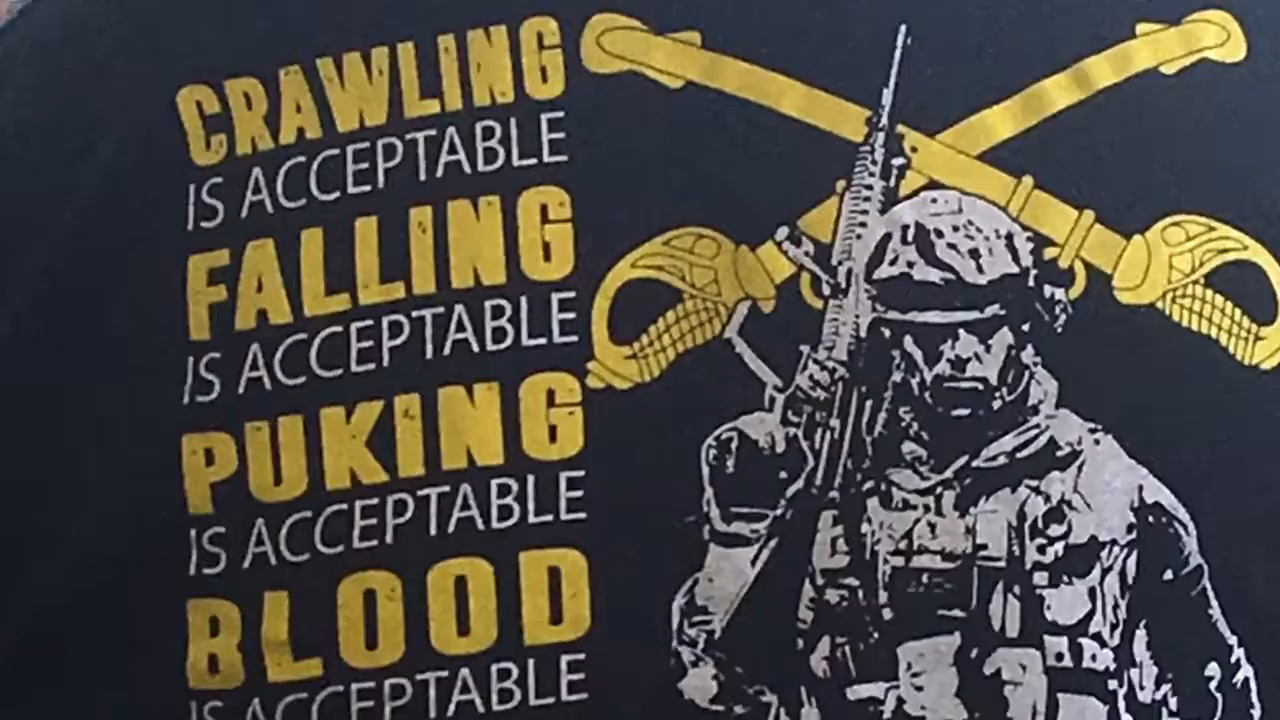 CRAWLING
IS ACCEPTABLE
FALLING
IS ACCEPTABLE
PUKING
IS ACCEPTABLE
BLOOD
IS ACCEPTABLE